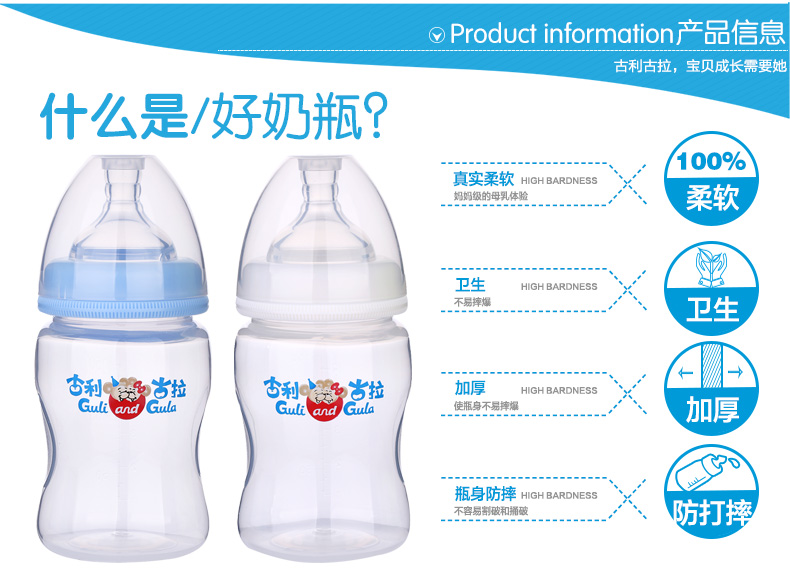 Product information产品信息
古利古拉，宝贝成长需要她
什么是/好奶瓶？
真实柔软 HIGH BARDNESS
妈妈级的母乳体验
100%
柔软
卫生 HIGH BARDNESS
不易摔爆
卫生
加厚 HIGH BARDNESS
使瓶身不易摔爆
加厚
瓶身防摔 HIGH BARDNESS
不容易割破和捅破
防打摔
古利 古拉
Guli and Gula
古利 古拉
Guli and Gula